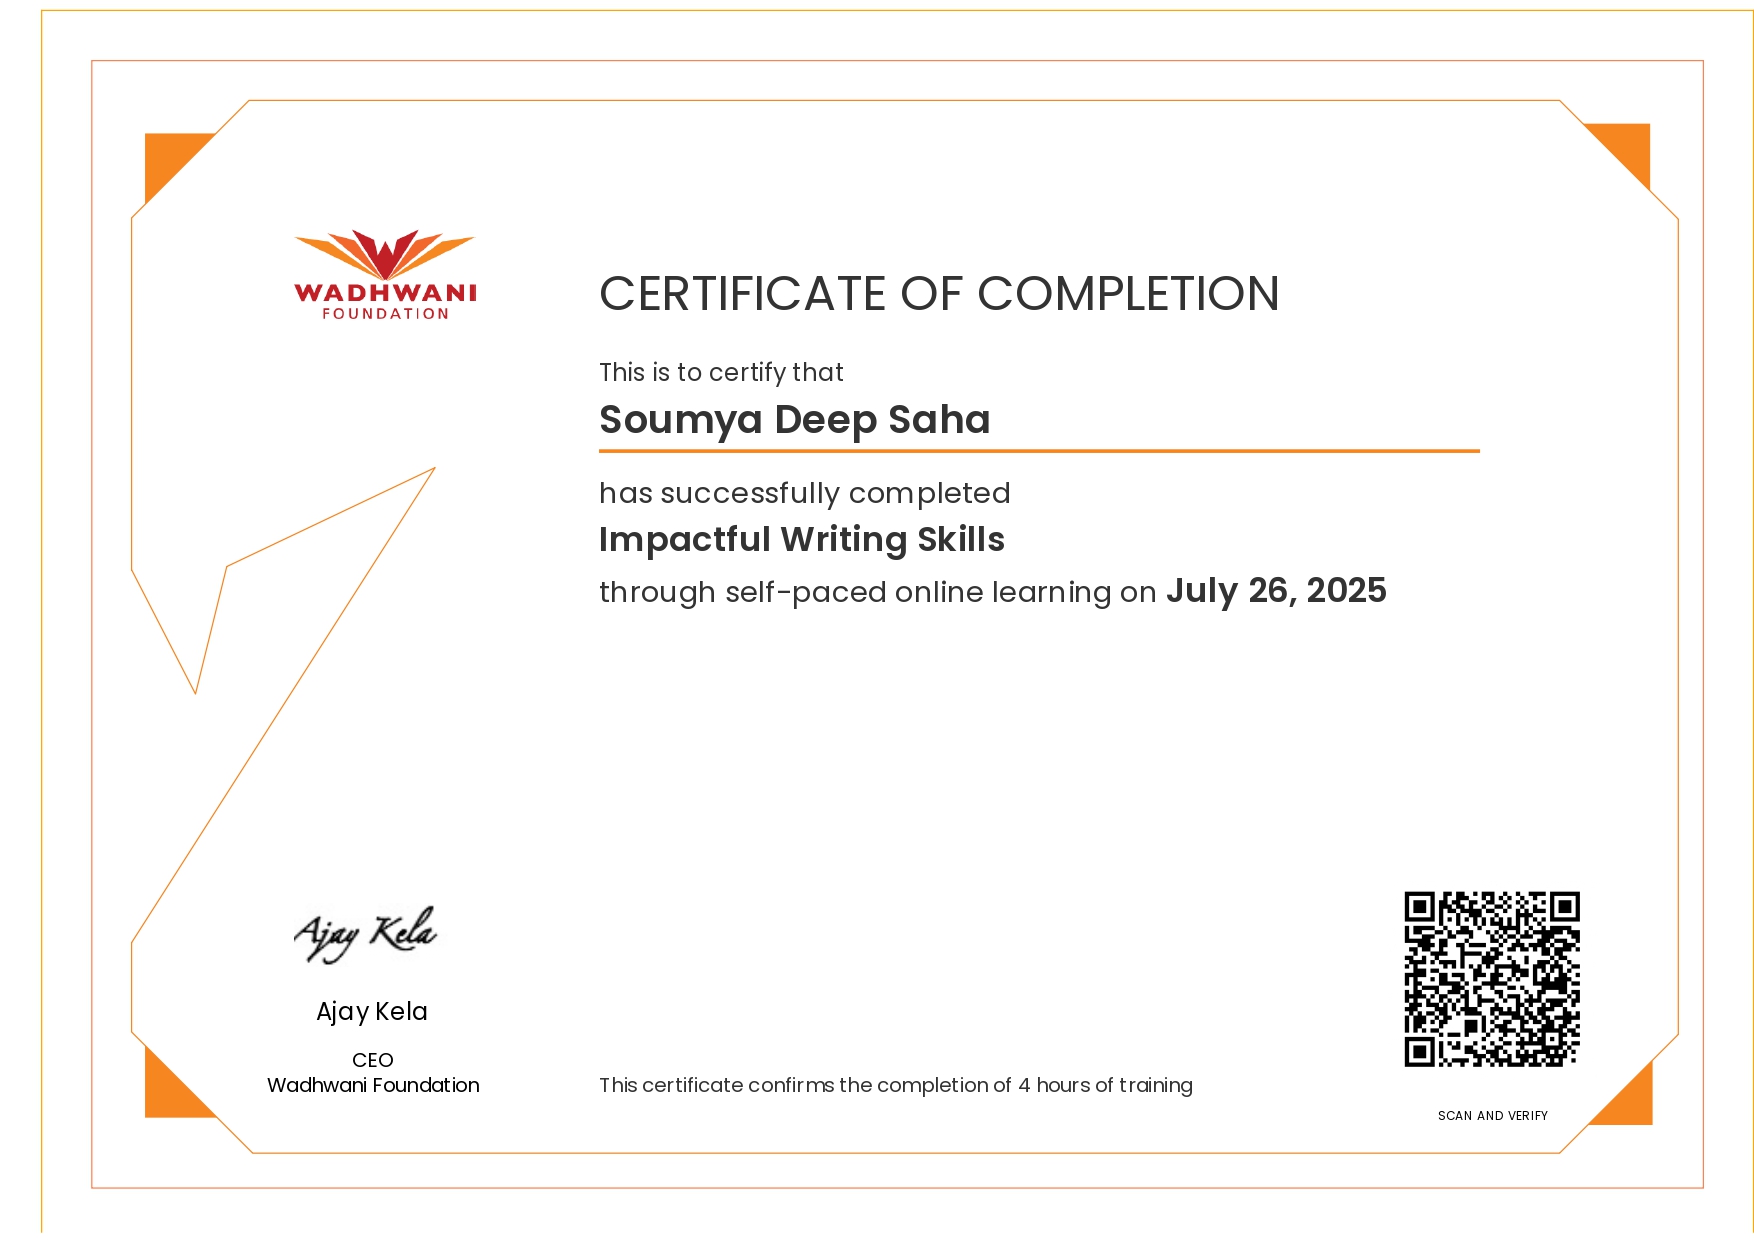 WADHWANI
FOUNDATION
CERTIFICATE OF COMPLETION
This is to certify that
Soumya Deep Saha
has successfully completed
Impactful Writing Skills
through self-paced online learning on July 26, 2025
Ajay Kela
Ajay Kela
CEO
Wadhwani Foundation
This certificate confirms the completion of 4 hours of training
SCAN AND VERIFY